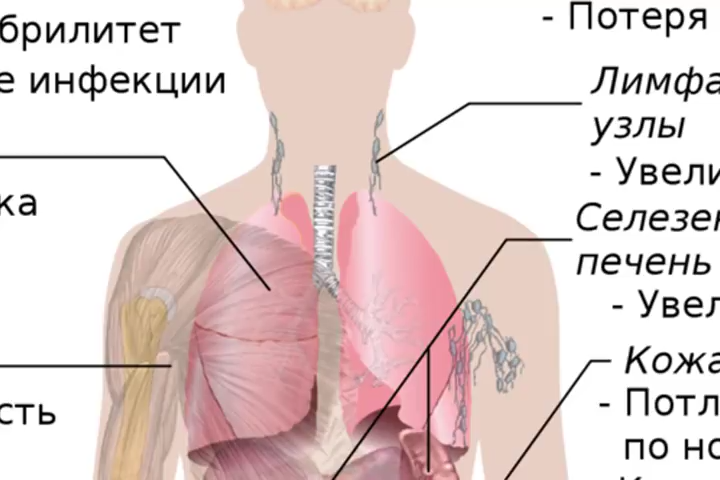 брилитет
е инфекции
ка
сть
- Потеря
Лимфа
узлы
- Увели
Селезен
печень
- Увел
Кожа
- Потл
по но